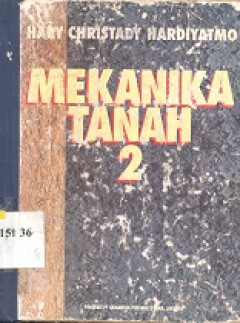 HARY CHRISTADY HARDIYATMO
MEKANIKA
TANAH
2
151 36